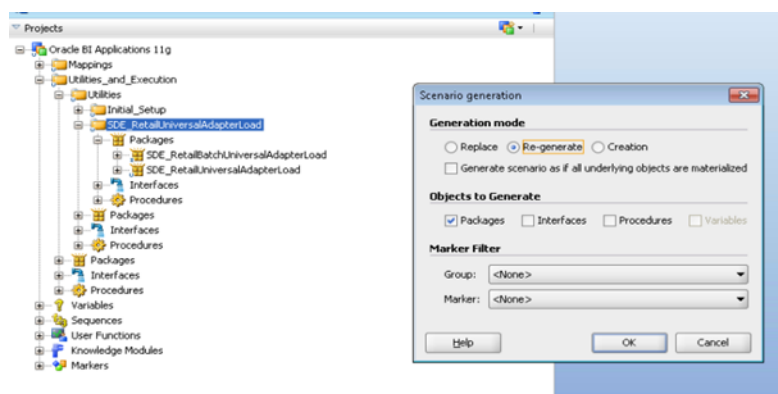 Projects
Oracle BI Applications 11g
Mappings
Utilities_and_Execution
Utilities
Initial_Setup
SDE_RetailUniversalAdapterLoad
Packages
SDE_RetailBatchUniversalAdapterLoad
SDE_RetailUniversalAdapterLoad
Interfaces
Procedures
Packages
Interfaces
Procedures
Packages
Interfaces
Procedures
Variables
Sequences
User Functions
Knowledge Modules
Markers
Scenario generation
Generation mode
Replace Re-generate Creation
Generate scenario as if all underlying objects are materialized
Objects to Generate
Packages Interfaces Procedures Variables
Marker Filter
Group: <None>
Marker: <None>
Help OK Cancel